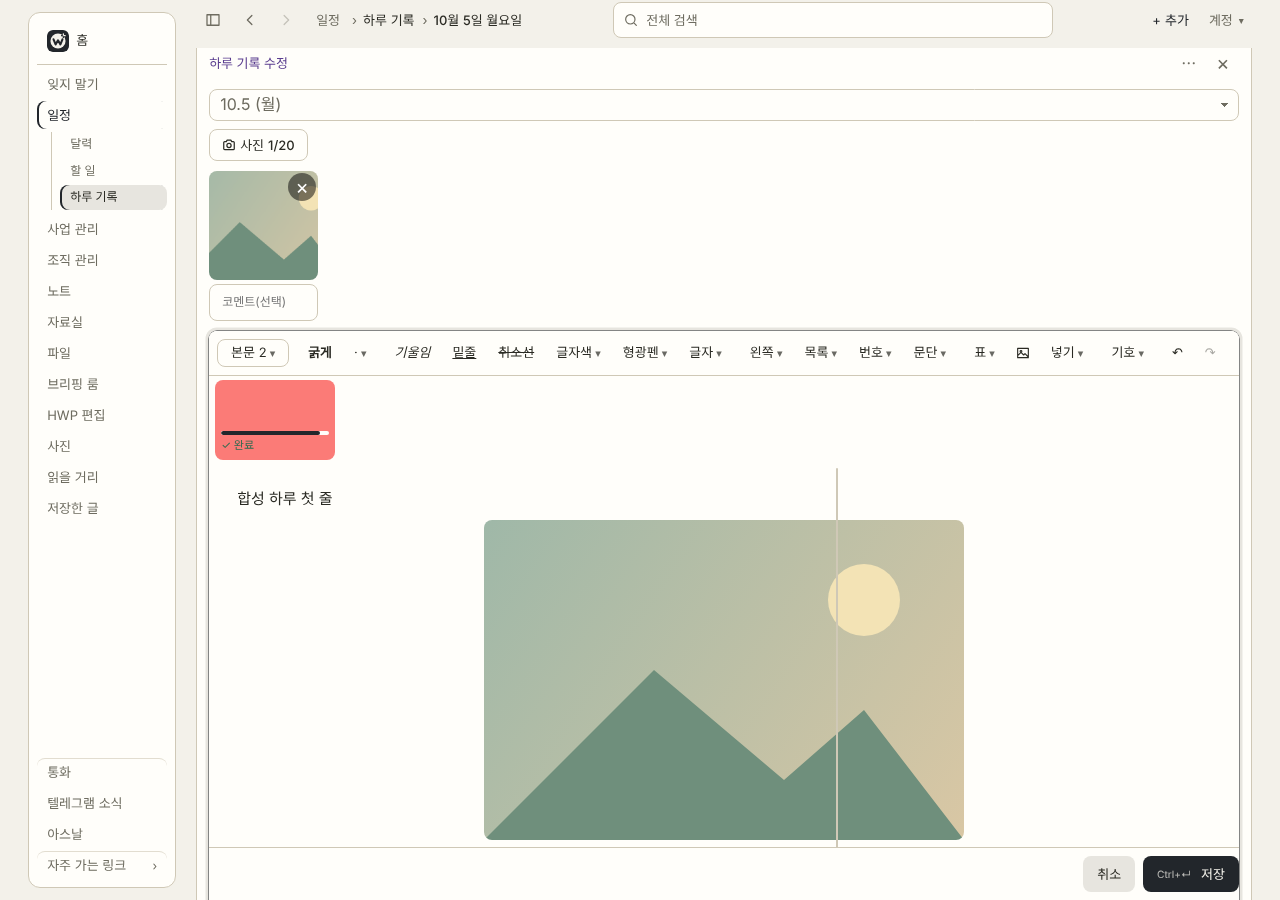 홈
잊지 말기
일정
달력
할 일
하루 기록
사업 관리
조직 관리
노트
자료실
파일
브리핑 룸
HWP 편집
사진
읽을 거리
저장한 글
통화
텔레그램 소식
아스날
자주 가는 링크 ›
일정 › 하루 기록 › 10월 5일 월요일
전체 검색
+ 추가
계정 ▾
하루 기록 수정
10.5 (월)
사진 1/20
코멘트(선택)
본문 2 ▾ 굵게 · ▾ 기울임 밑줄 취소선 글자색 ▾ 형광펜 ▾ 글자 ▾ 왼쪽 ▾ 목록 ▾ 번호 ▾ 문단 ▾ 표 ▾ 넣기 ▾ 기호 ▾
✓ 완료
합성 하루 첫 줄
취소
Ctrl+↵ 저장